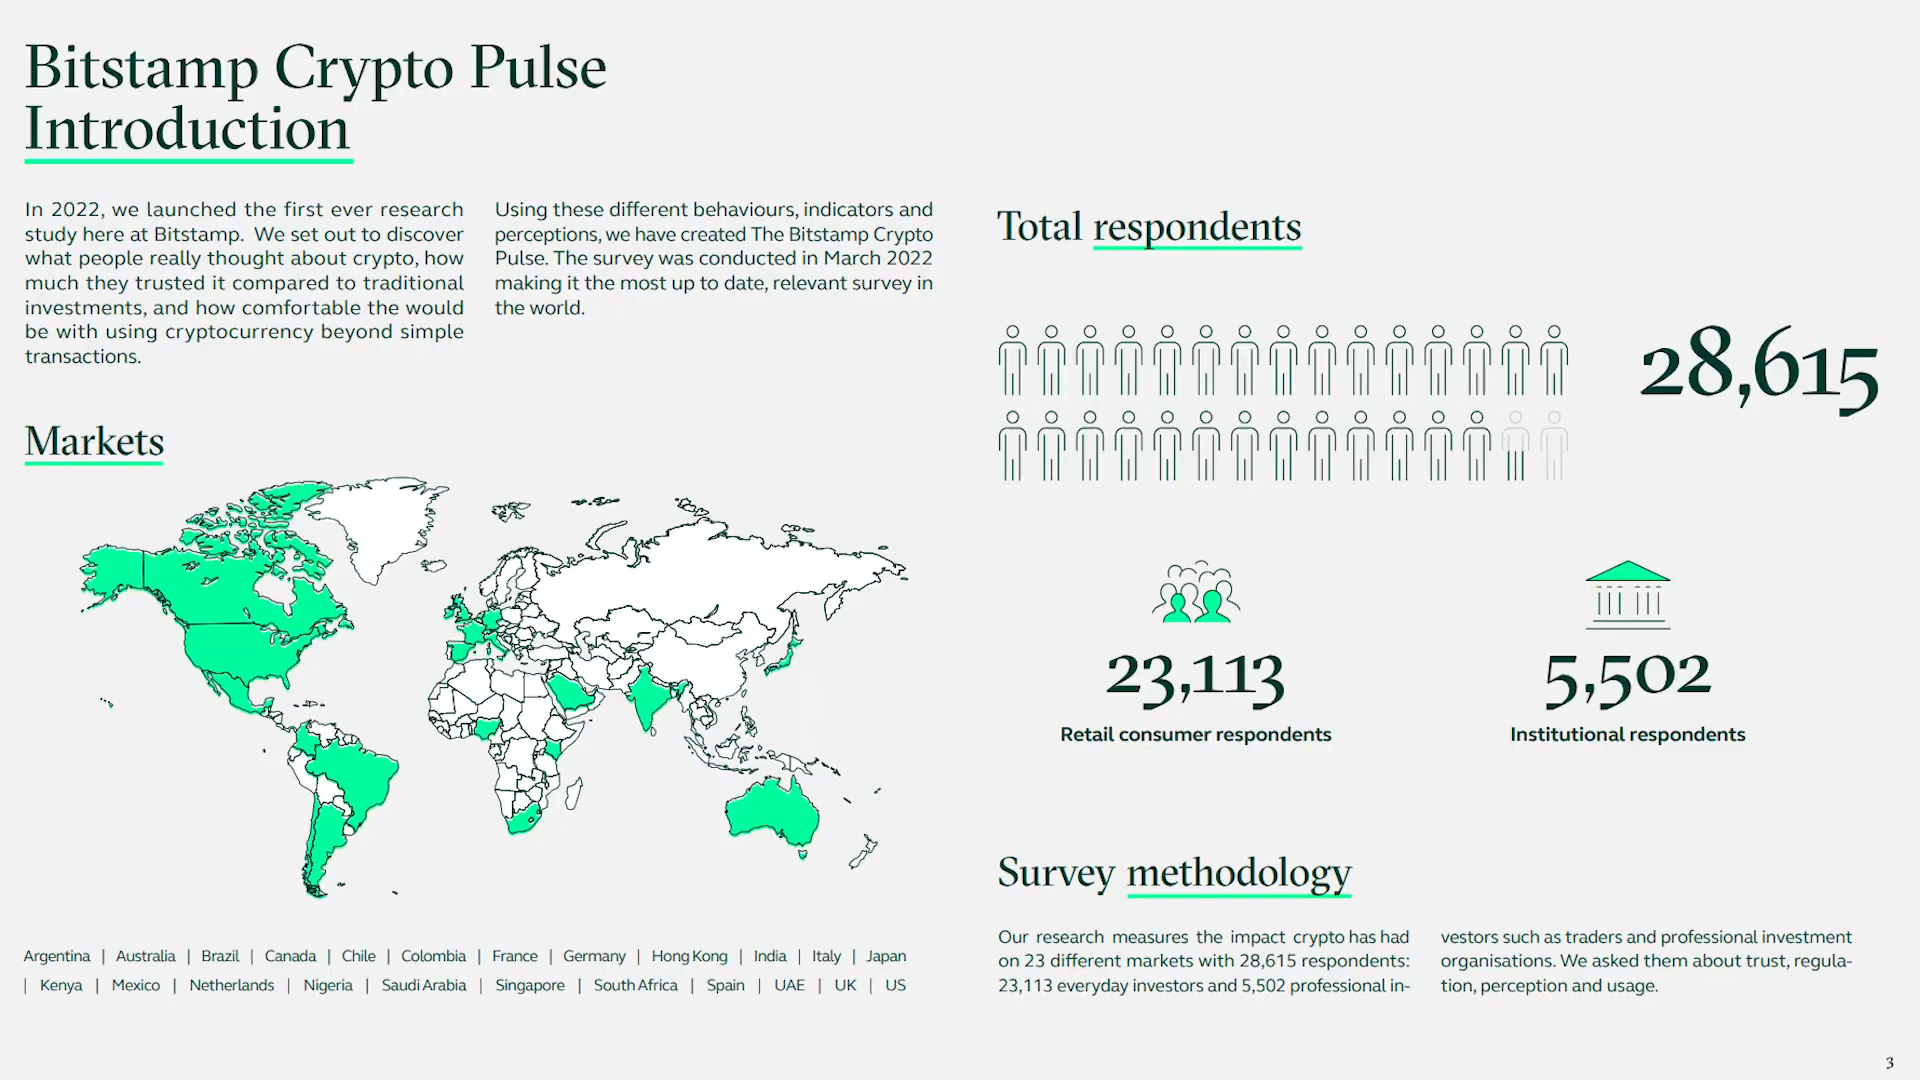 Bitstamp Crypto Pulse
Introduction
In 2022, we launched the first ever research
study here at Bitstamp. We set out to discover
what people really thought about crypto, how
much they trusted it compared to traditional
investments, and how comfortable the would
be with using cryptocurrency beyond simple
transactions.
Using these different behaviours, indicators and
perceptions, we have created The Bitstamp Crypto
Pulse. The survey was conducted in March 2022
making it the most up to date, relevant survey in
the world.
Markets
Argentina | Australia | Brazil | Canada | Chile | Colombia | France | Germany | Hong Kong | India | Italy | Japan
| Kenya | Mexico | Netherlands | Nigeria | Saudi Arabia | Singapore | South Africa | Spain | UAE | UK | US
Total respondents
28,615
23,113
Retail consumer respondents
5,502
Institutional respondents
Survey methodology
Our research measures the impact crypto has had
on 23 different markets with 28,615 respondents:
23,113 everyday investors and 5,502 professional in-
vestors such as traders and professional investment
organisations. We asked them about trust, regula-
tion, perception and usage.
3